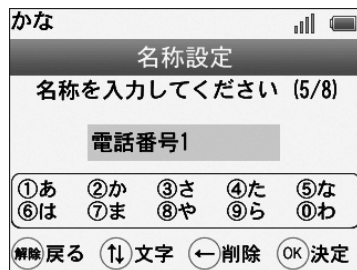 かな
名称設定
名称を入力してください (5/8)
電話番号1
①あ ②か ③さ ④た ⑤な
⑥は ⑦ま ⑧や ⑨ら ⓪わ
解除 戻る ↑↓ 文字 ← 削除 OK 決定